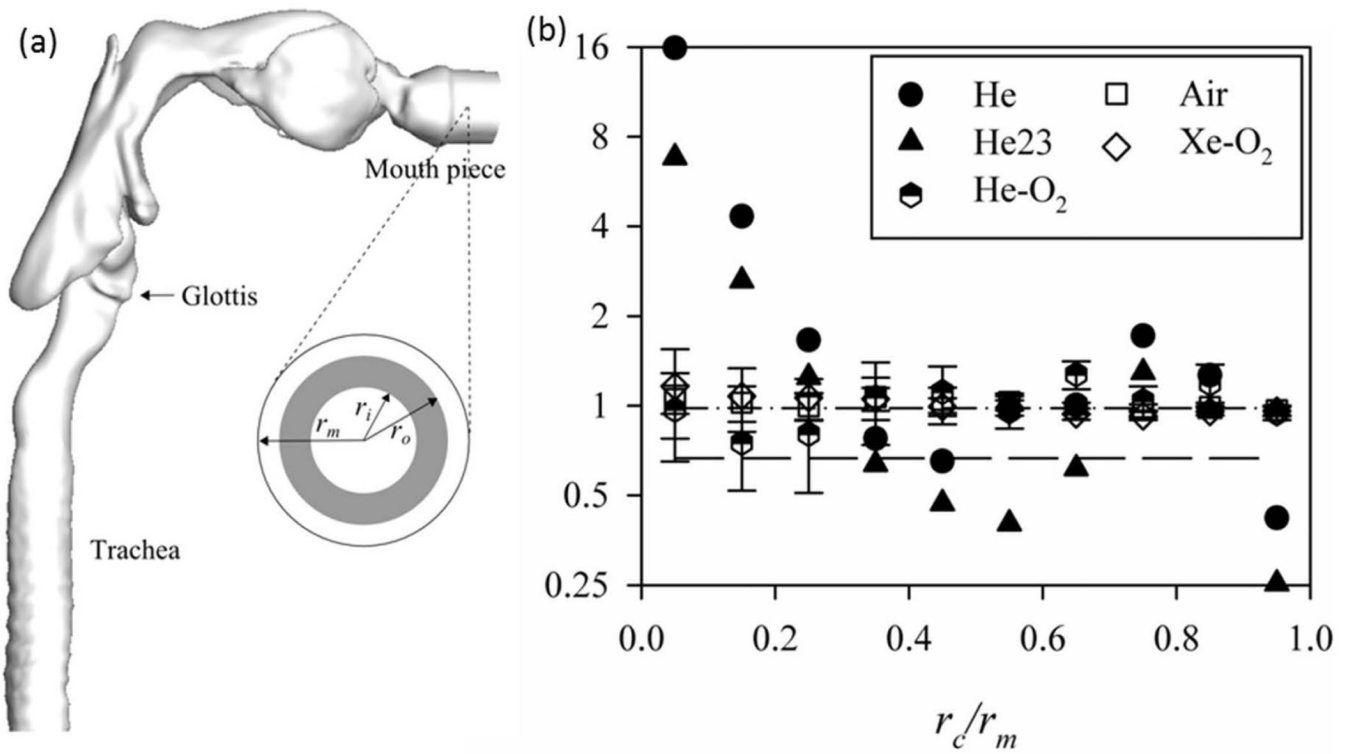 (a)
Mouth piece
Glottis
r_i
r_m
r_o
Trachea
(b)
16
8
4
2
1
0.5
0.25
He
He23
He-O₂
Air
Xe-O₂
0.0 0.2 0.4 0.6 0.8 1.0
r_c/r_m